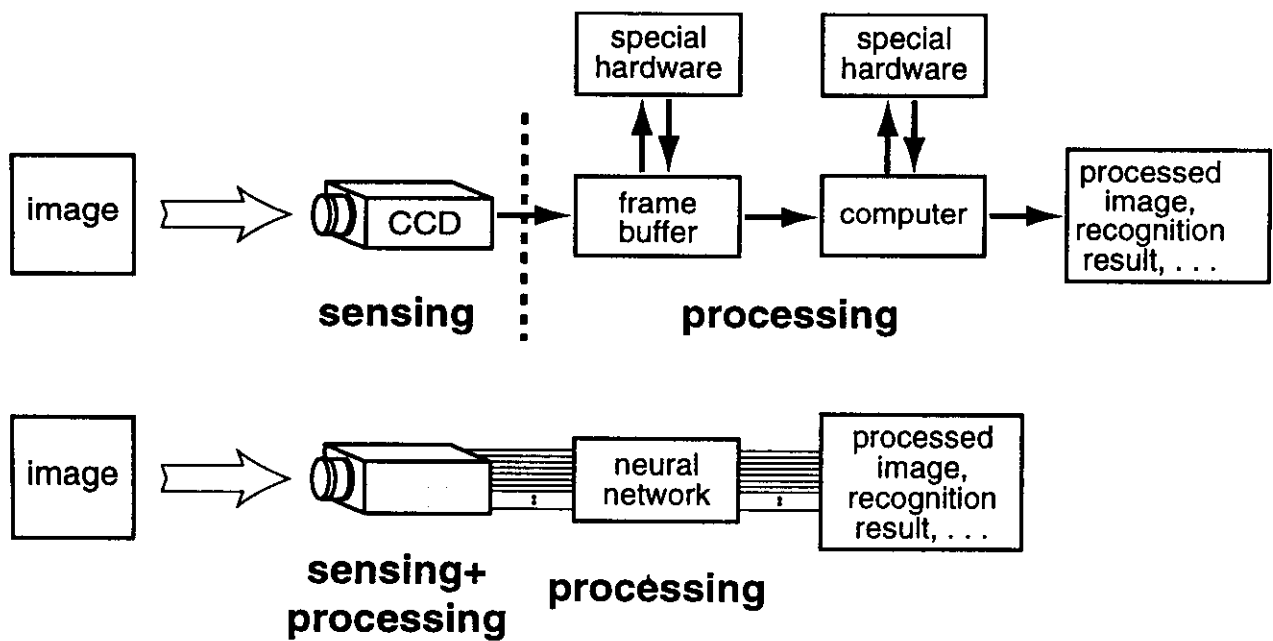 special
hardware
special
hardware
image
CCD
frame
buffer
computer
processed
image,
recognition
result, . . .
sensing
processing
image
neural
network
processed
image,
recognition
result, . . .
sensing+
processing
processing